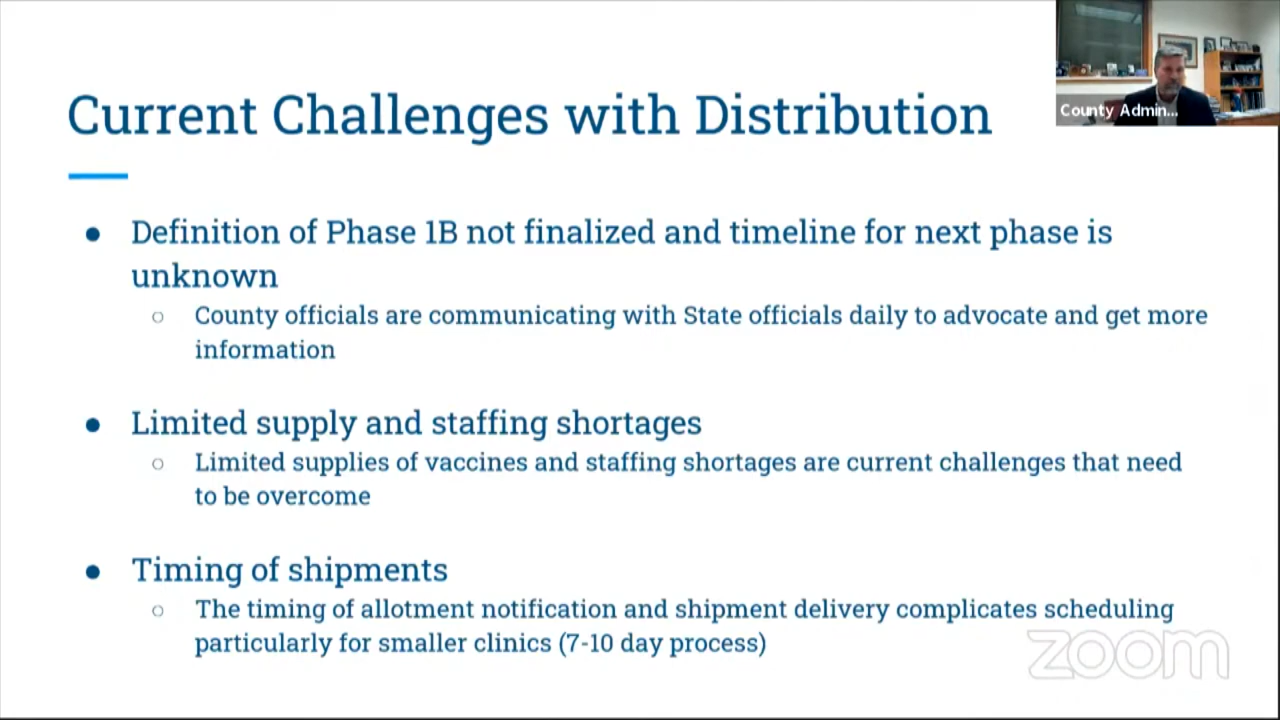 Current Challenges with Distribution
County Admin...
● Definition of Phase 1B not finalized and timeline for next phase is
unknown
○ County officials are communicating with State officials daily to advocate and get more
information
● Limited supply and staffing shortages
○ Limited supplies of vaccines and staffing shortages are current challenges that need
to be overcome
● Timing of shipments
○ The timing of allotment notification and shipment delivery complicates scheduling
particularly for smaller clinics (7-10 day process)
zoom